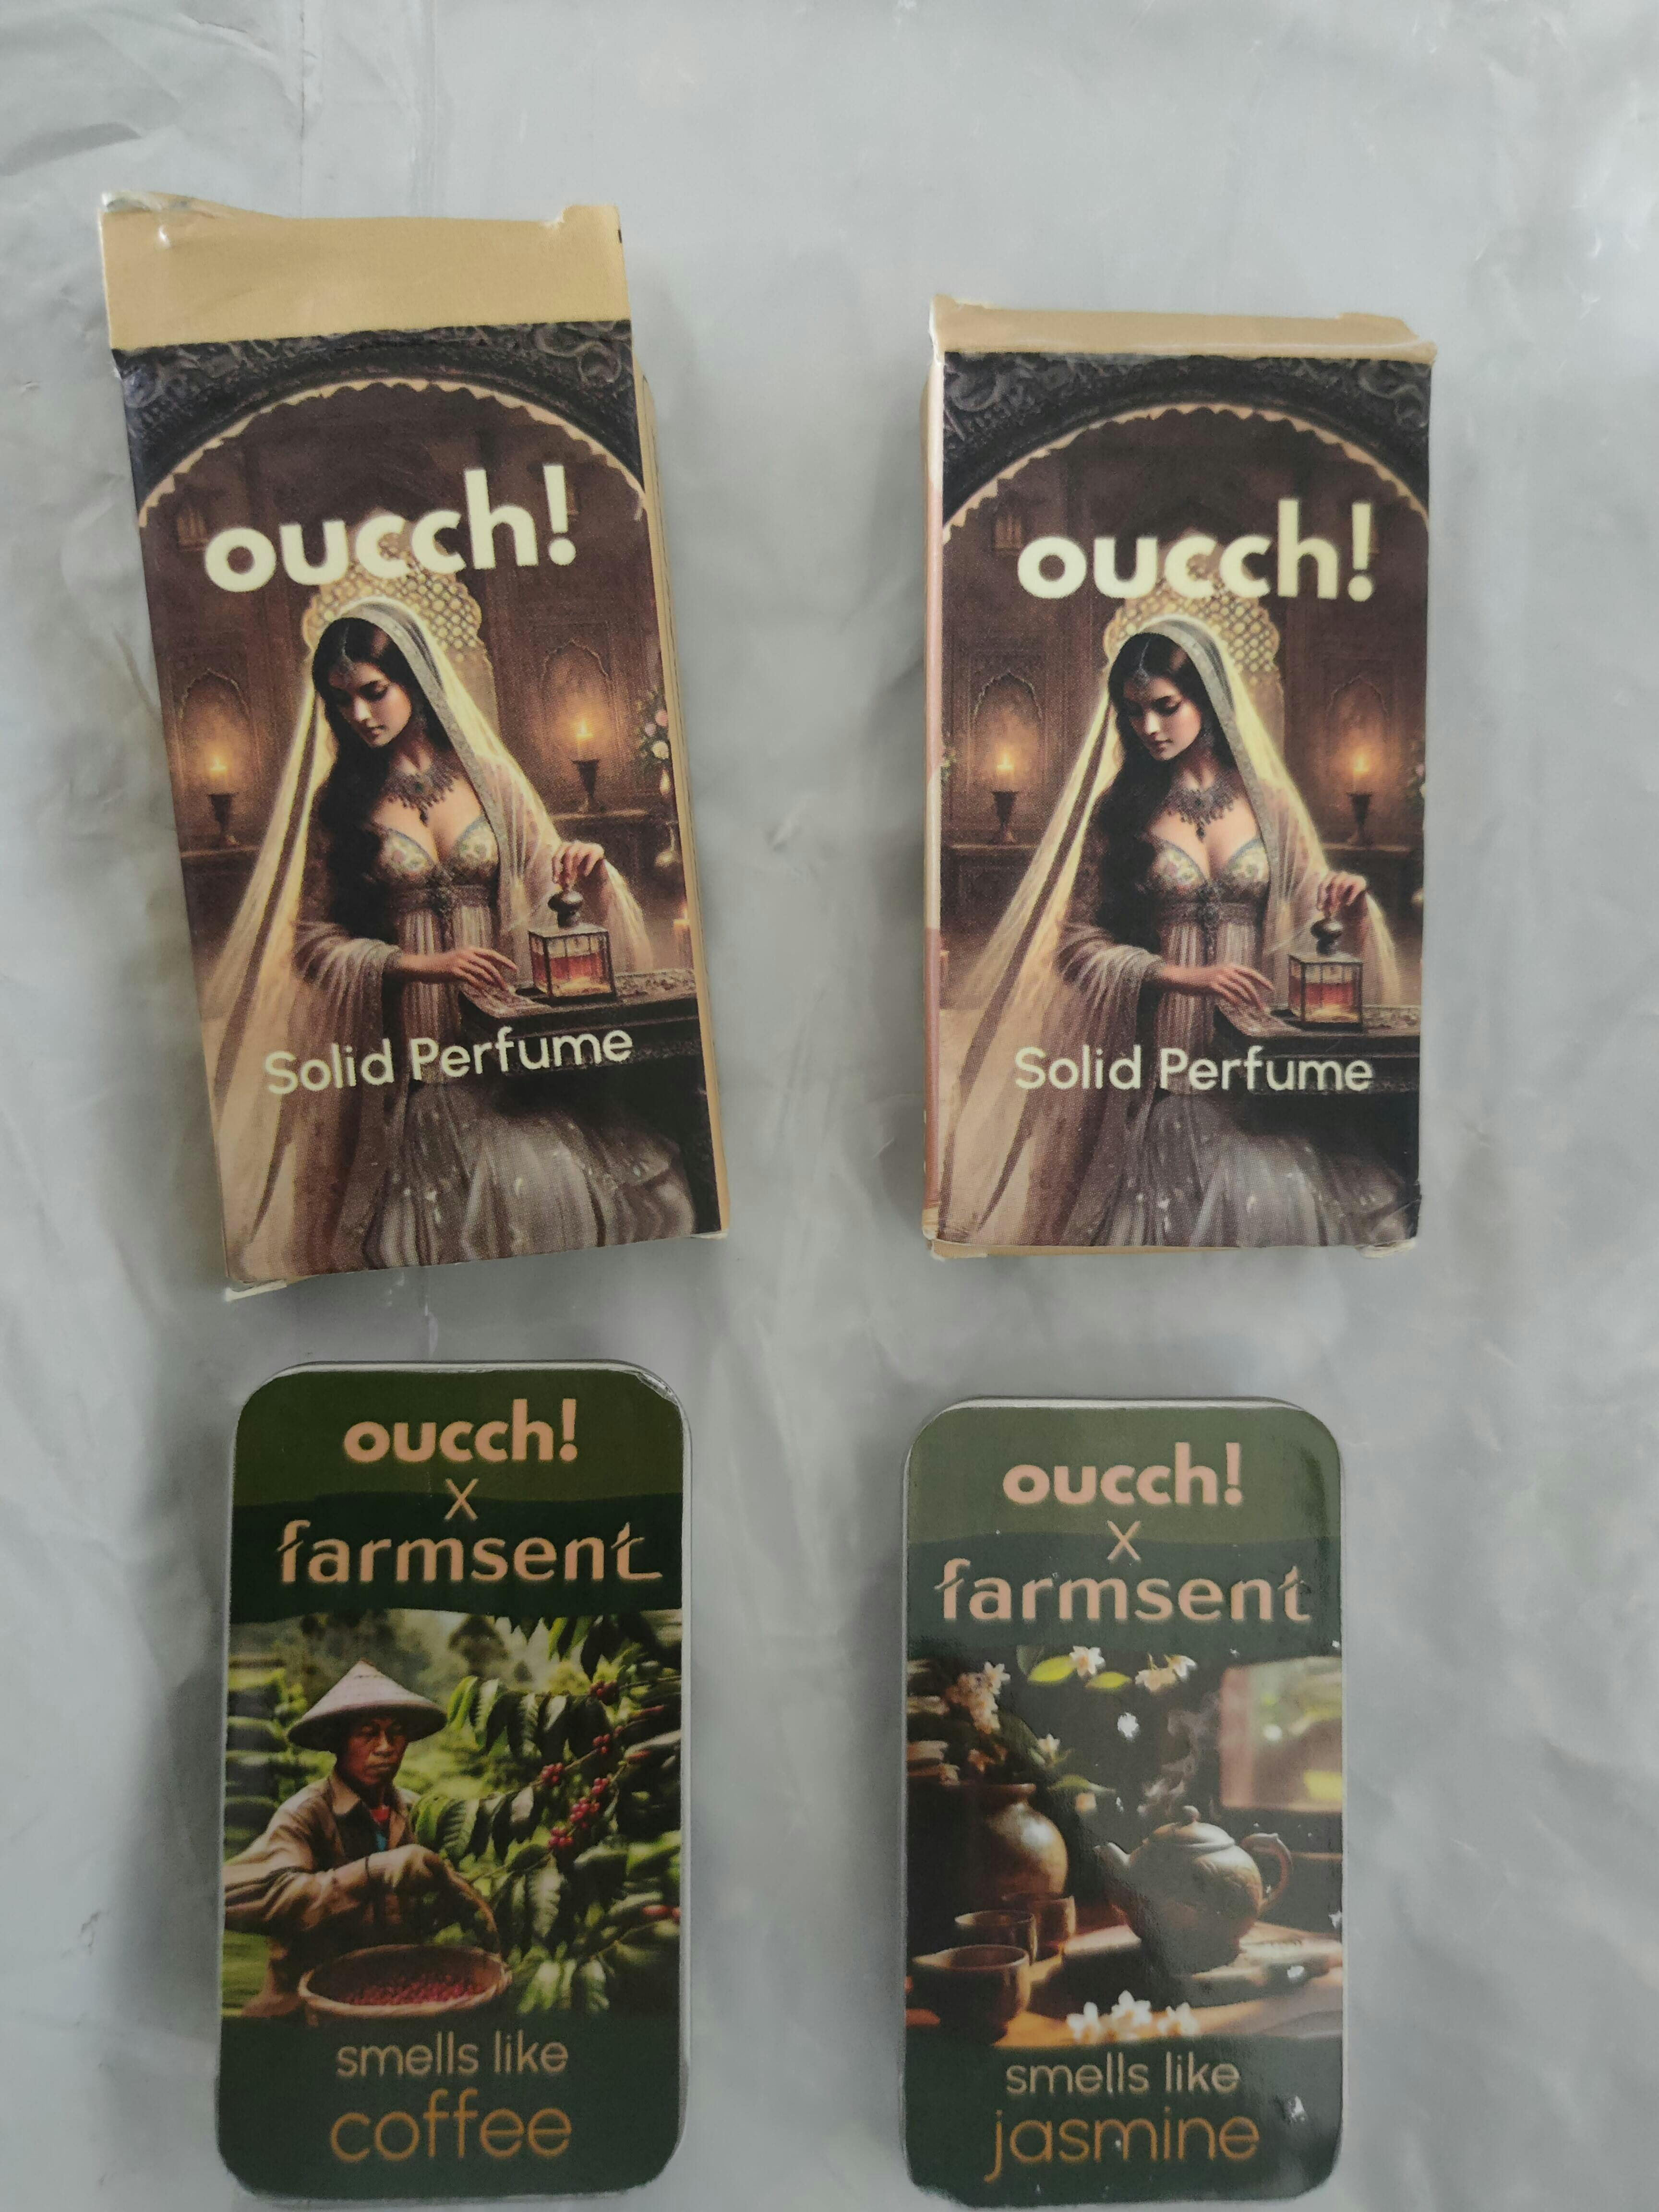 oucch!
Solid Perfume
oucch!
Solid Perfume
oucch!
X
farmsent
smells like
coffee
oucch!
X
farmsent
smells like
jasmine